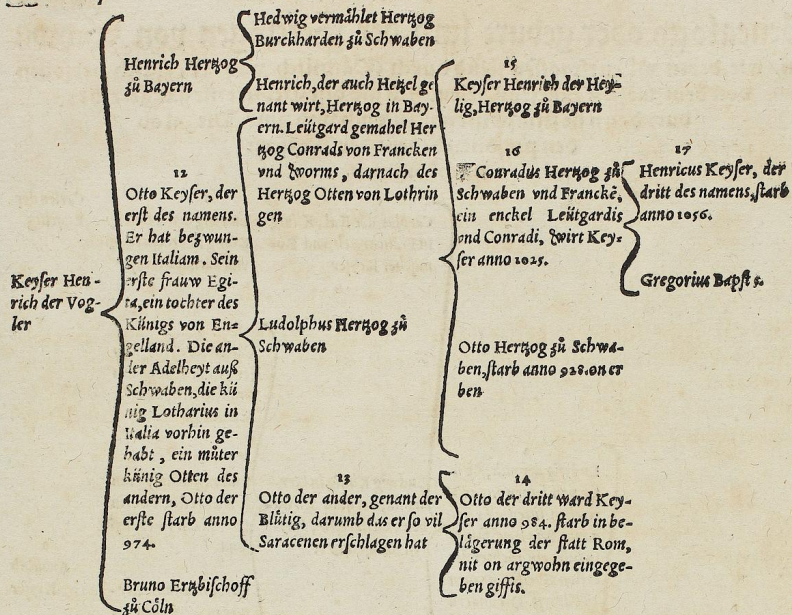 Keyser Hen-
rich der Vog-
ler
Henrich Hertzog
zů Bayern
12
Otto Keyser, der
erst des namens.
Er hat bezwun-
gen Italiam. Sein
erste frauw Egi-
ta, ein tochter des
Künigs von En-
gelland. Die an-
der Adelheyt auß
Schwaben, die kü
nig Lotharius in
Italia vorhin ge-
habt, ein můter
künig Otten des
andern, Otto der
erste starb anno
974.
Bruno Ertzbischoff
zů Cöln
Hedwig vermählet Hertzog
Burckharden zů Schwaben
Henrich, der auch Hetzel ge
nant wirt, Hertzog in Bay-
ern. Leütgard gemahel Her
tzog Conrads von Francken
vnd Worms, darnach des
Hertzog Otten von Lothrin
gen
Ludolphus Hertzog zů
Schwaben
13
Otto der ander, genant der
Blůtig, darumb das er so vil
Saracenen erschlagen hat
15
Keyser Henrich der Hey-
lig, Hertzog zů Bayern
16
Conradus Hertzog zů
Schwaben vnd Franckẽ,
ein enckel Leütgardis
vnd Conradi, wirt Key-
ser anno 1025.
Otto Hertzog zů Schwa-
ben, starb anno 928. on er
ben
14
Otto der dritt ward Key-
ser anno 984. starb in be-
lägerung der statt Rom,
nit on argwohn eingege-
ben giffts.
17
Henricus Keyser, der
dritt des namens, starb
anno 1056.
Gregorius Bapst 5.